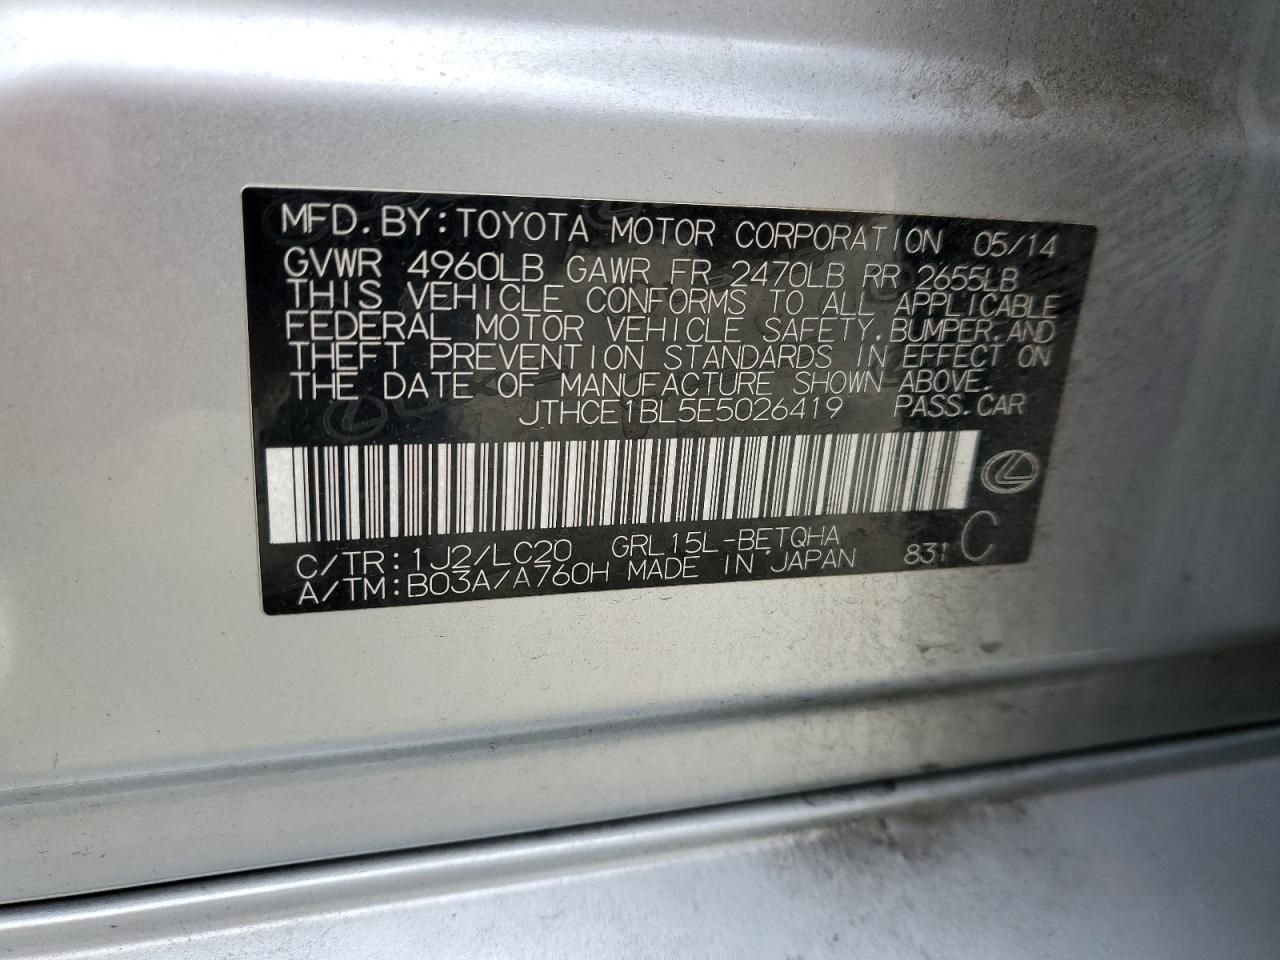 MFD. BY: TOYOTA MOTOR CORPORATION 05/14
GVWR 4960LB GAWR FR 2470LB RR 2655LB
THIS VEHICLE CONFORMS TO ALL APPLICABLE
FEDERAL MOTOR VEHICLE SAFETY, BUMPER, AND
THEFT PREVENTION STANDARDS IN EFFECT ON
THE DATE OF MANUFACTURE SHOWN ABOVE.
JTHCE1BL5E5026419 PASS. CAR
C/TR: 1J2/LC20 GRL15L-BETQHA 831 C
A/TM: B03A/A760H MADE IN JAPAN